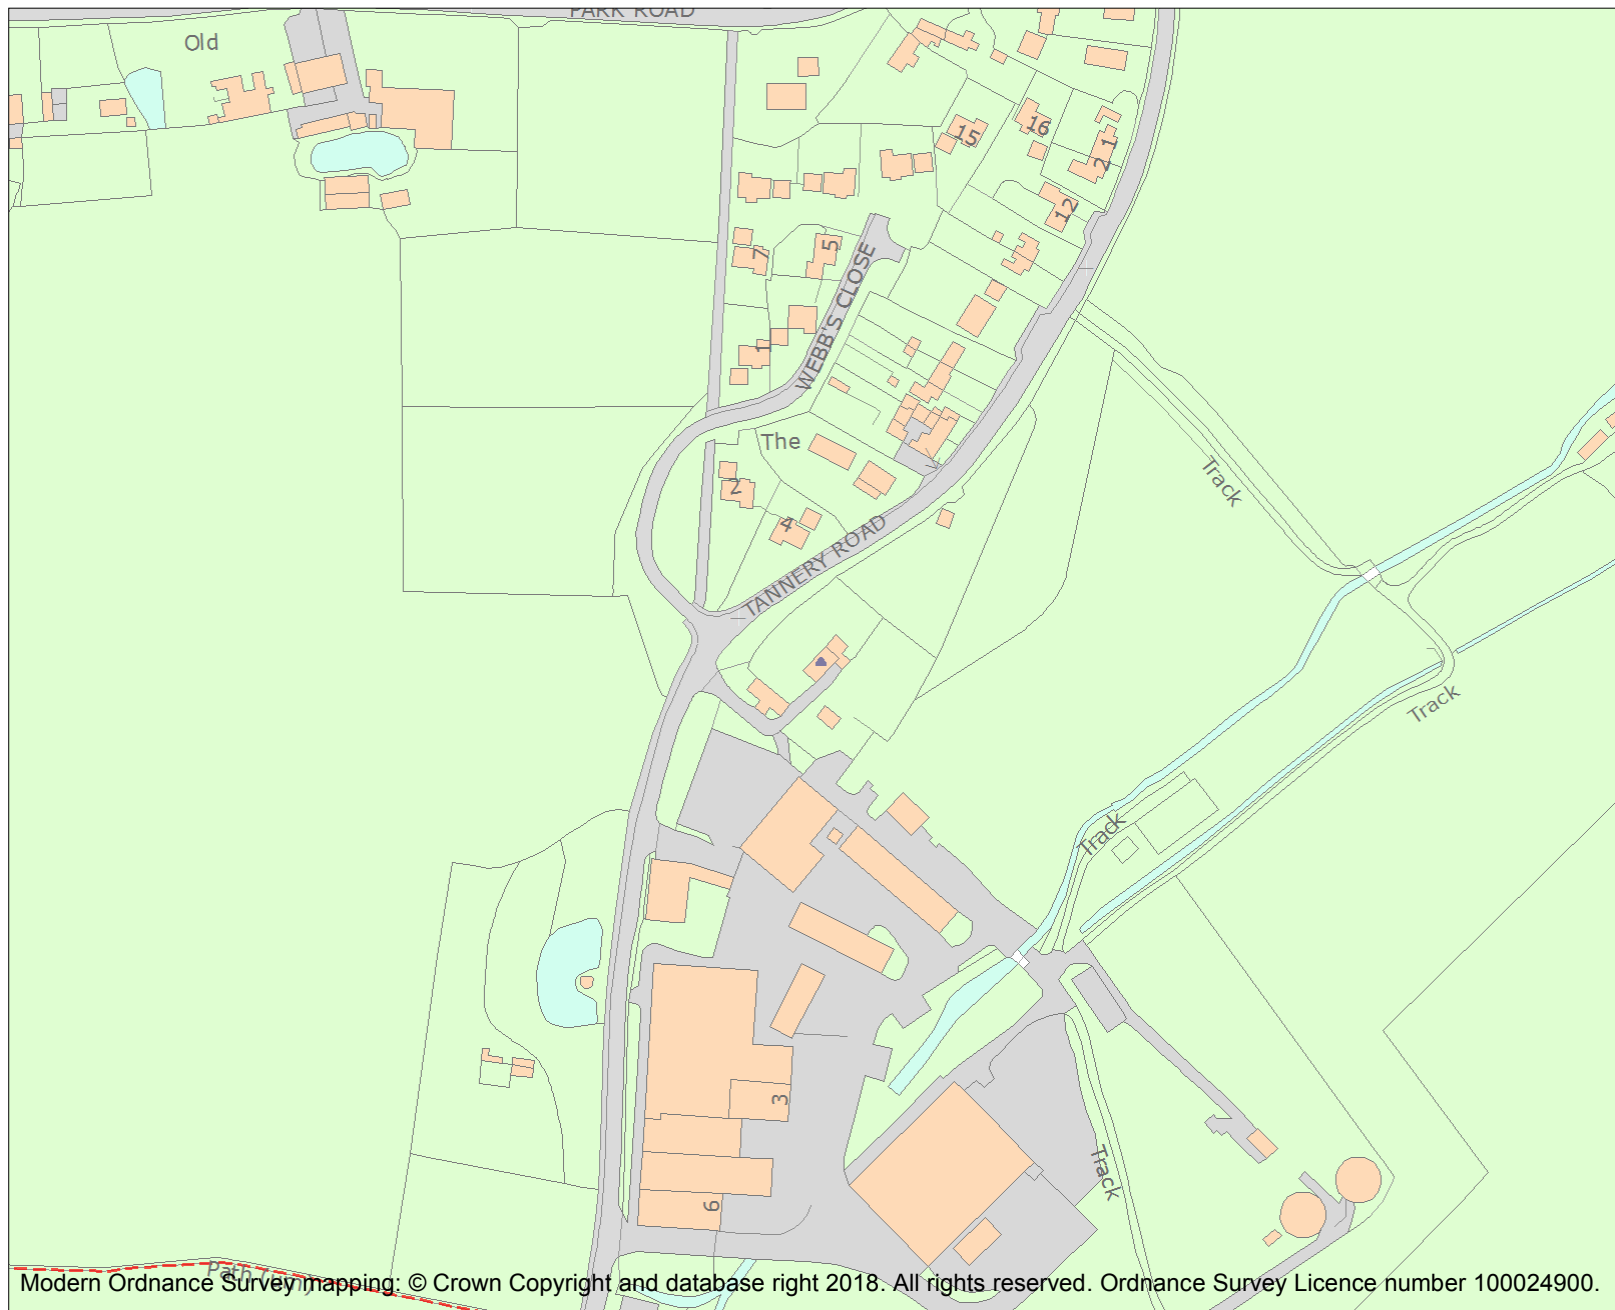 PARK ROAD
Old
15
16
2 1
12
7
5
WEBB'S CLOSE
1
The
2
4
TANNERY ROAD
Track
Track
Track
3
Track
6
Path (um)
Modern Ordnance Survey mapping: © Crown Copyright and database right 2018. All rights reserved. Ordnance Survey Licence number 100024900.